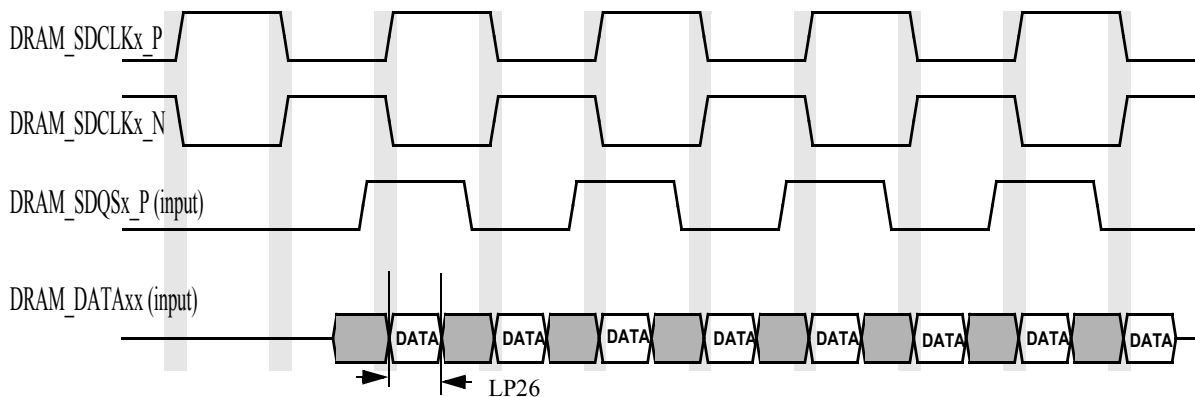 DRAM_SDCLKx_P
DRAM_SDCLKx_N
DRAM_SDQSx_P (input)
DRAM_DATAxx (input)
DATA DATA DATA DATA DATA DATA DATA DATA
LP26